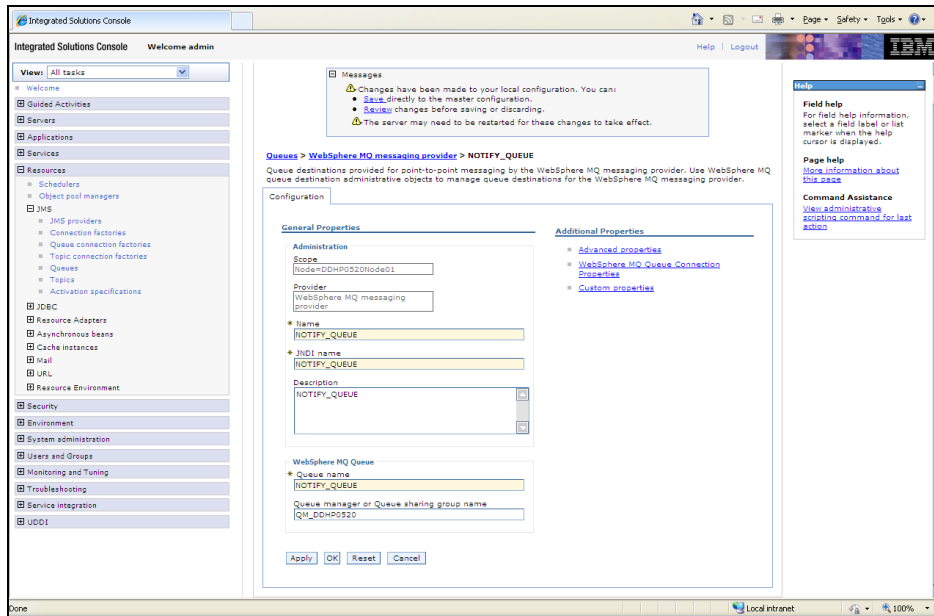 Integrated Solutions Console
Page
Safety
Tools
Integrated Solutions Console Welcome admin
Help | Logout
IBM
View: All tasks
Welcome
Guided Activities
Servers
Applications
Services
Resources
Schedulers
Object pool managers
JMS
JMS providers
Connection factories
Queue connection factories
Topic connection factories
Queues
Topics
Activation specifications
JDBC
Resource Adapters
Asynchronous beans
Cache instances
Mail
URL
Resource Environment
Security
Environment
System administration
Users and Groups
Monitoring and Tuning
Troubleshooting
Service integration
UDDI
Messages
Changes have been made to your local configuration. You can:
Save directly to the master configuration.
Review changes before saving or discarding.
The server may need to be restarted for these changes to take effect.
Queues > WebSphere MQ messaging provider > NOTIFY_QUEUE
Queue destinations provided for point-to-point messaging by the WebSphere MQ messaging provider. Use WebSphere MQ
queue destination administrative objects to manage queue destinations for the WebSphere MQ messaging provider.
Configuration
General Properties
Administration
Scope
Node=DDHP0520Node01
Provider
WebSphere MQ messaging
provider
* Name
NOTIFY_QUEUE
* JNDI name
NOTIFY_QUEUE
Description
NOTIFY_QUEUE
WebSphere MQ Queue
* Queue name
NOTIFY_QUEUE
Queue manager or Queue sharing group name
QM_DDHP0520
Apply OK Reset Cancel
Additional Properties
Advanced properties
WebSphere MQ Queue Connection
Properties
Custom properties
Help
Field help
For field help information,
select a field label or list
marker when the help
cursor is displayed.
Page help
More information about
this page
Command Assistance
View administrative
scripting command for last
action
Done
Local intranet
100%